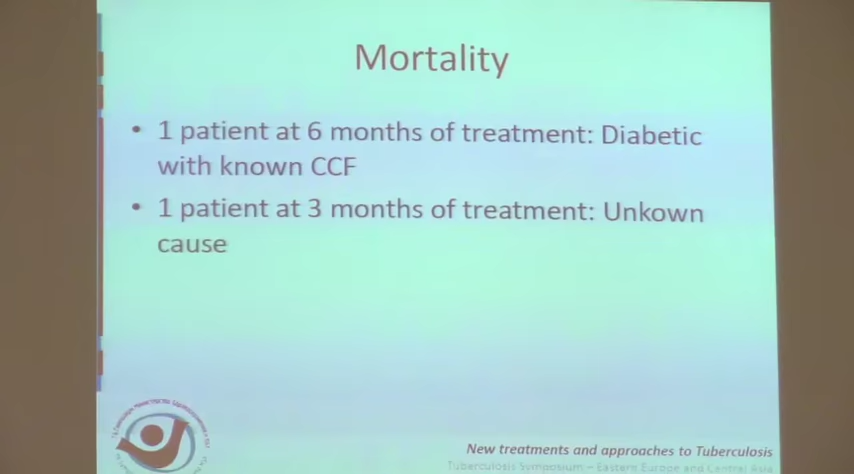 Mortality
• 1 patient at 6 months of treatment: Diabetic
with known CCF
• 1 patient at 3 months of treatment: Unkown
cause
New treatments and approaches to Tuberculosis
Tuberculosis Symposium – Eastern Europe and Central Asia